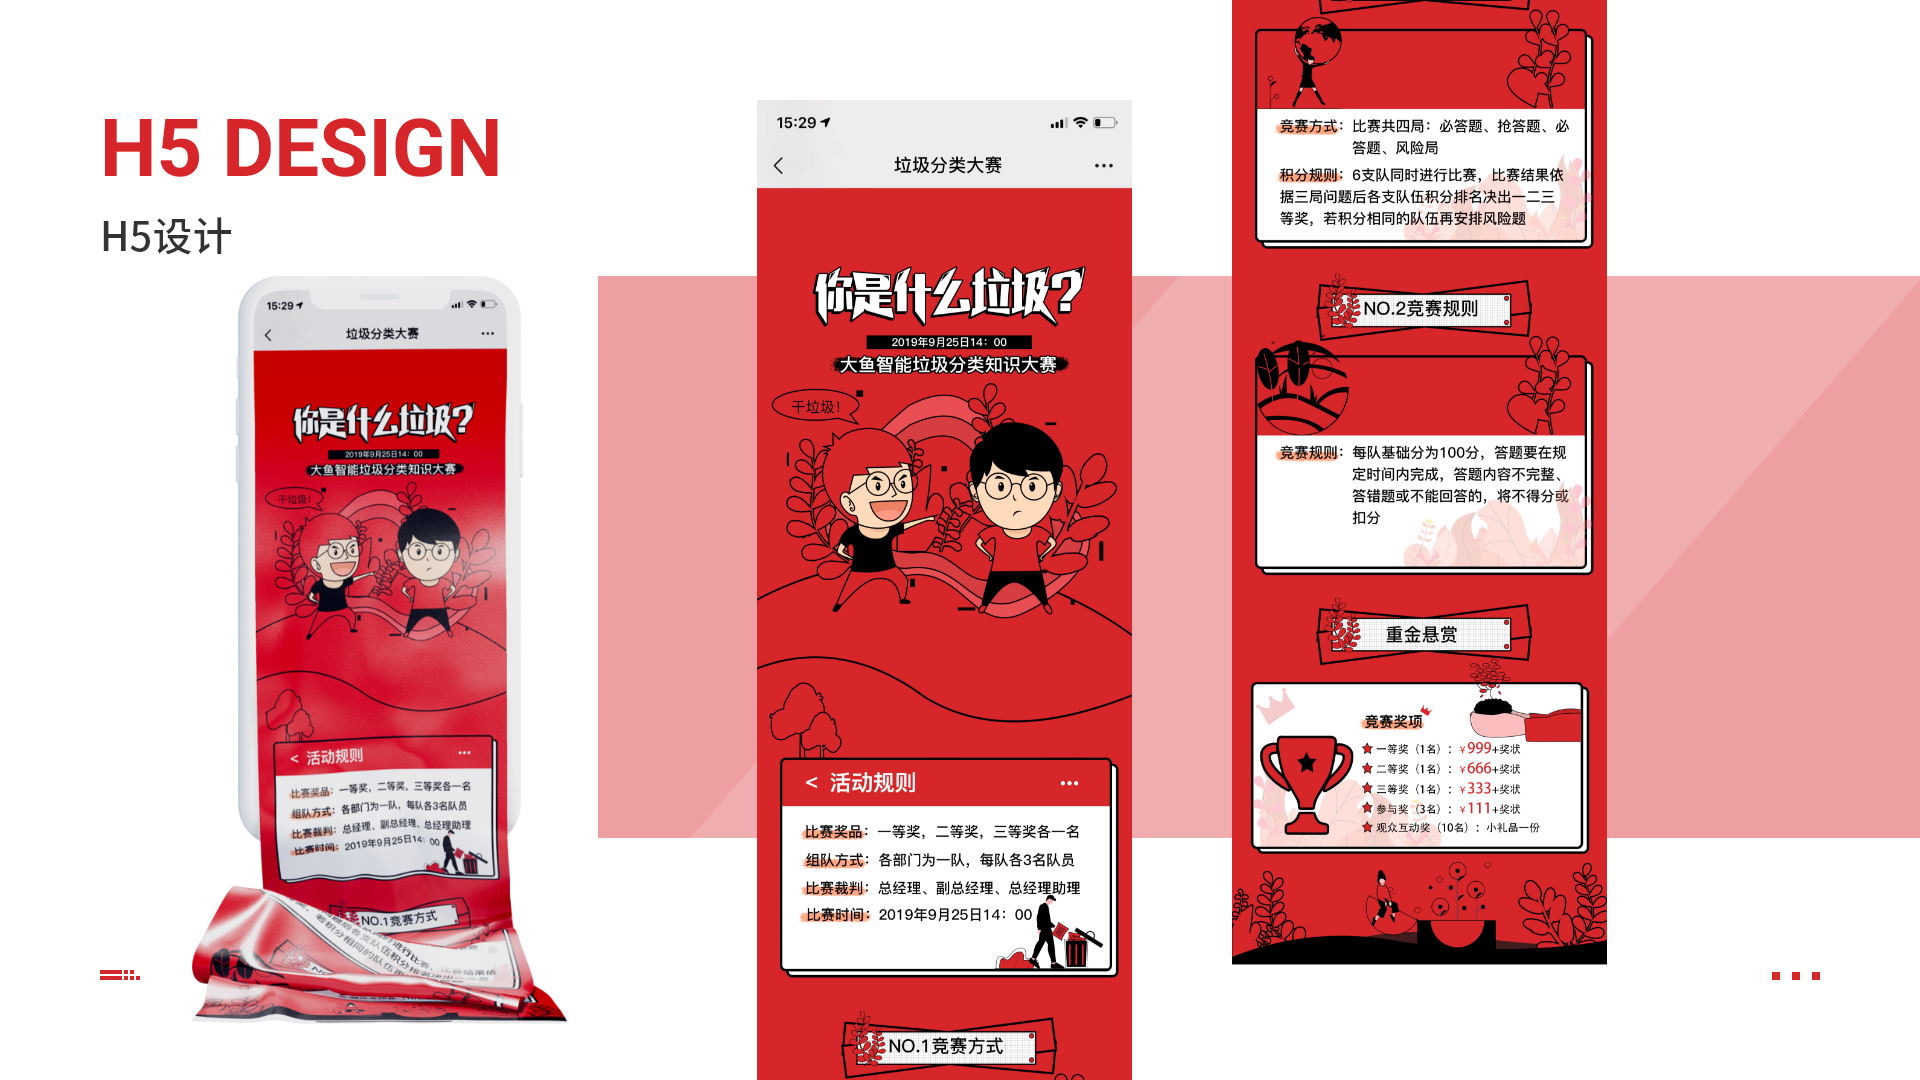 H5 DESIGN
H5设计
15:29
垃圾分类大赛
你是什么垃圾?
2019年9月25日14：00
大鱼智能垃圾分类知识大赛
干垃圾!
< 活动规则
比赛奖品：一等奖，二等奖，三等奖各一名
组队方式：各部门为一队，每队各3名队员
比赛裁判：总经理、副总经理、总经理助理
比赛时间：2019年9月25日14：00
NO.1竞赛方式
15:29
垃圾分类大赛
你是什么垃圾?
2019年9月25日14：00
大鱼智能垃圾分类知识大赛
干垃圾!
< 活动规则
比赛奖品：一等奖，二等奖，三等奖各一名
组队方式：各部门为一队，每队各3名队员
比赛裁判：总经理、副总经理、总经理助理
比赛时间：2019年9月25日14：00
NO.1竞赛方式
竞赛方式：比赛共四局：必答题、抢答题、必
答题、风险局
积分规则：6支队同时进行比赛，比赛结果依
据三局问题后各支队伍积分排名决出一二三
等奖，若积分相同的队伍再安排风险题
NO.2竞赛规则
竞赛规则：每队基础分为100分，答题要在规
定时间内完成，答题内容不完整、
答错题或不能回答的，将不得分或
扣分
重金悬赏
竞赛奖项
一等奖（1名）：¥999+奖状
二等奖（1名）：¥666+奖状
三等奖（1名）：¥333+奖状
参与奖（3名）：¥111+奖状
观众互动奖（10名）：小礼品一份